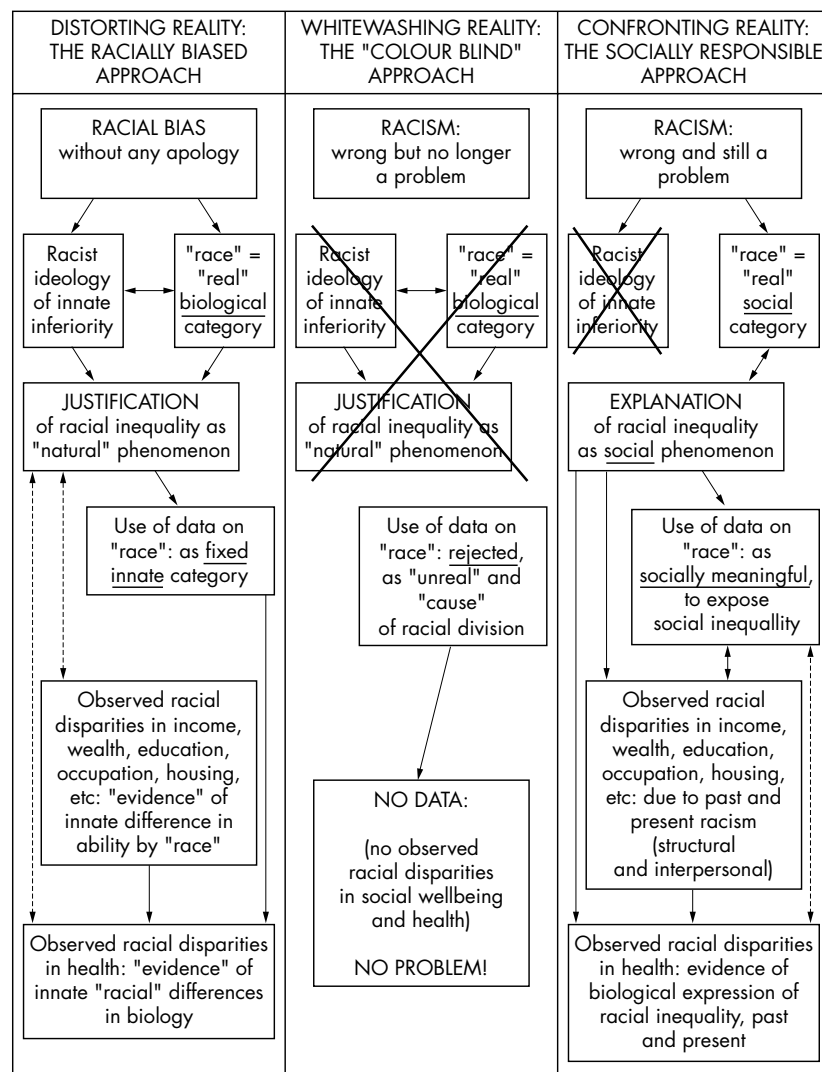 DISTORTING REALITY:
THE RACIALLY BIASED
APPROACH
RACIAL BIAS
without any apology
Racist
ideology
of innate
inferiority
"race" =
"real"
biological
category
JUSTIFICATION
of racial inequality as
"natural" phenomenon
Use of data on
"race": as fixed
innate category
Observed racial
disparities in income,
wealth, education,
occupation, housing,
etc: "evidence" of
innate difference in
ability by "race"
Observed racial disparities
in health: "evidence" of
innate "racial" differences
in biology
WHITEWASHING REALITY:
THE "COLOUR BLIND"
APPROACH
RACISM:
wrong but no longer
a problem
Racist
ideology
of innate
inferiority
"race" =
"real"
biological
category
JUSTIFICATION
of racial inequality as
"natural" phenomenon
Use of data on
"race": rejected,
as "unreal" and
"cause"
of racial division
NO DATA:
(no observed
racial disparities
in social wellbeing
and health)
NO PROBLEM!
CONFRONTING REALITY:
THE SOCIALLY RESPONSIBLE
APPROACH
RACISM:
wrong and still a
problem
Racist
ideology
of innate
inferiority
"race" =
"real"
social
category
EXPLANATION
of racial inequality
as social phenomenon
Use of data on
"race": as
socially meaningful,
to expose
social inequallity
Observed racial
disparities in income,
wealth, education,
occupation, housing,
etc: due to past and
present racism
(structural
and interpersonal)
Observed racial disparities
in health: evidence of
biological expression of
racial inequality, past
and present